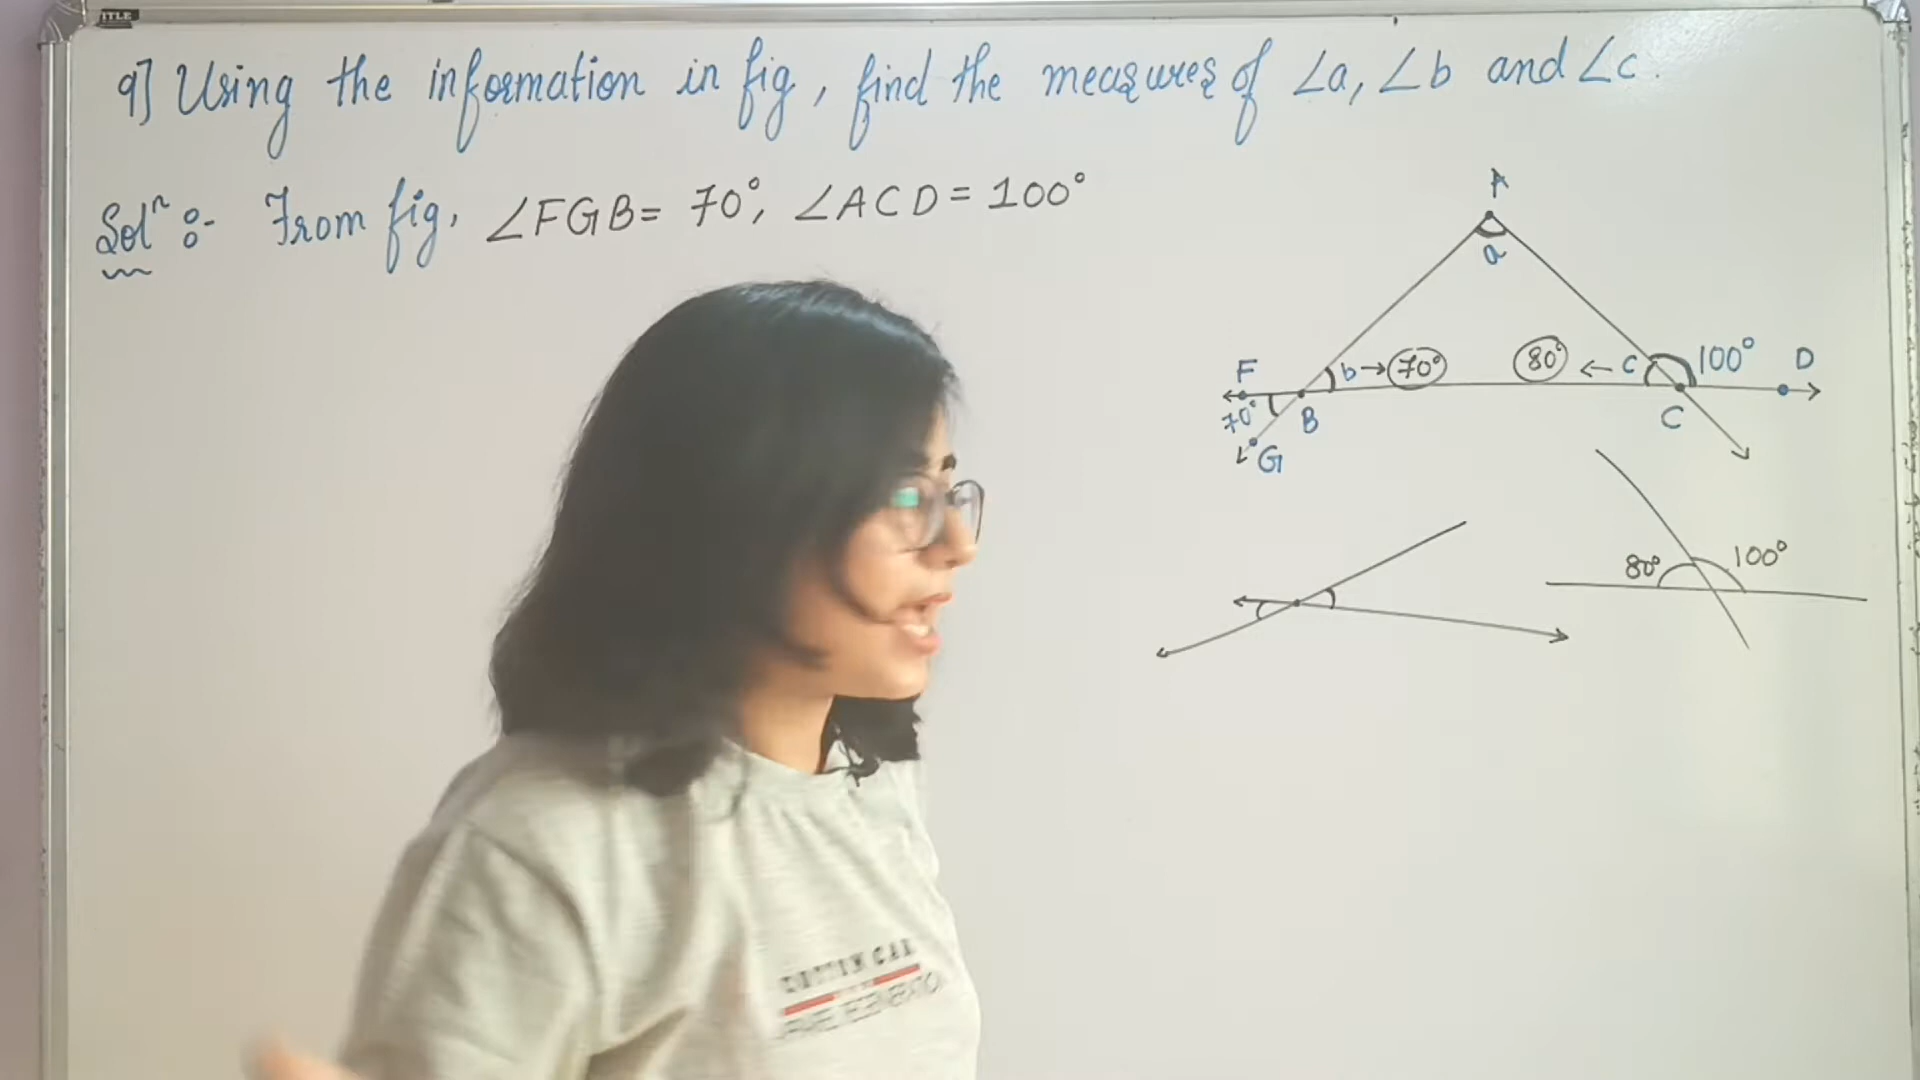 9] Using the information in fig, find the measures of ∠a, ∠b and ∠c.
Solⁿ :- From fig, ∠FGB = 70°, ∠ACD = 100°
A
a
F b → 70° 80° ← c 100° D
70° B C
G
80° 100°